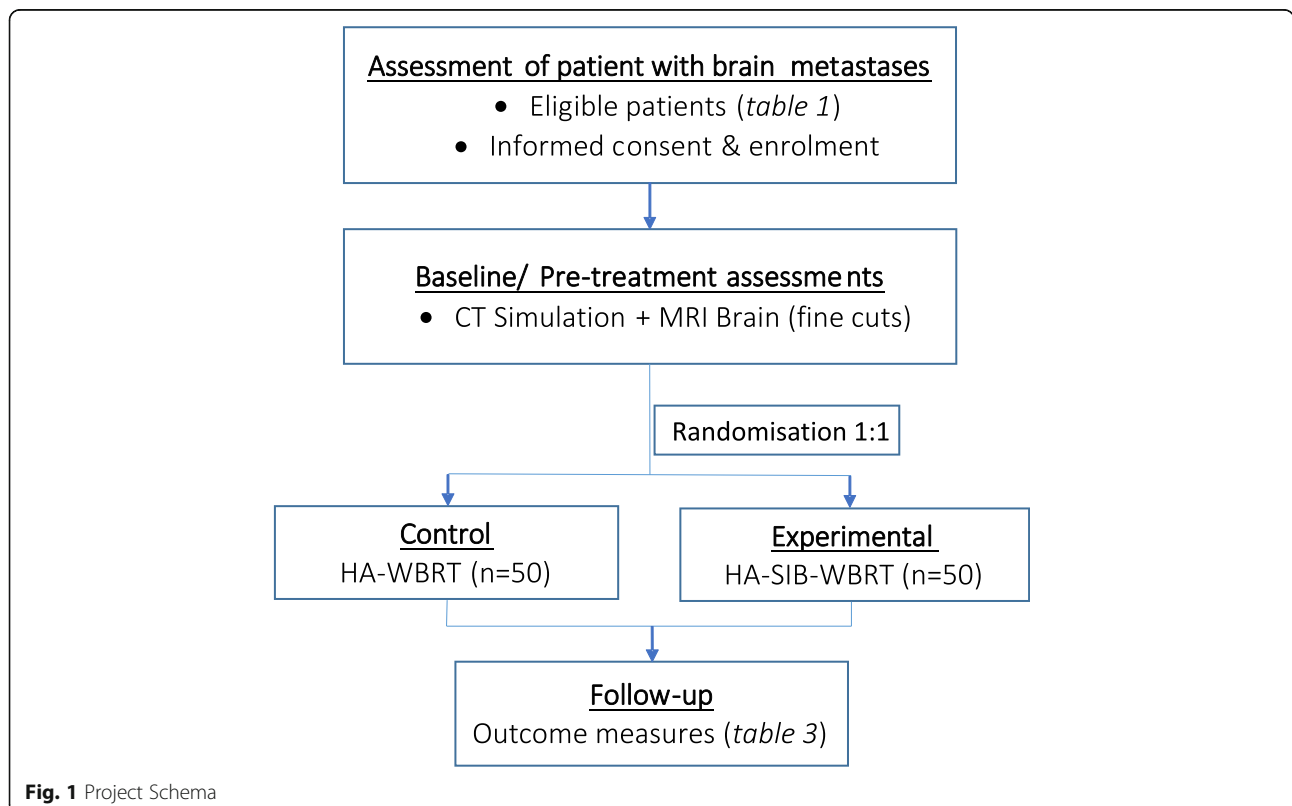 Assessment of patient with brain metastases
• Eligible patients (table 1)
• Informed consent & enrolment
Baseline/ Pre-treatment assessments
• CT Simulation + MRI Brain (fine cuts)
Randomisation 1:1
Control
HA-WBRT (n=50)
Experimental
HA-SIB-WBRT (n=50)
Follow-up
Outcome measures (table 3)
Fig. 1 Project Schema